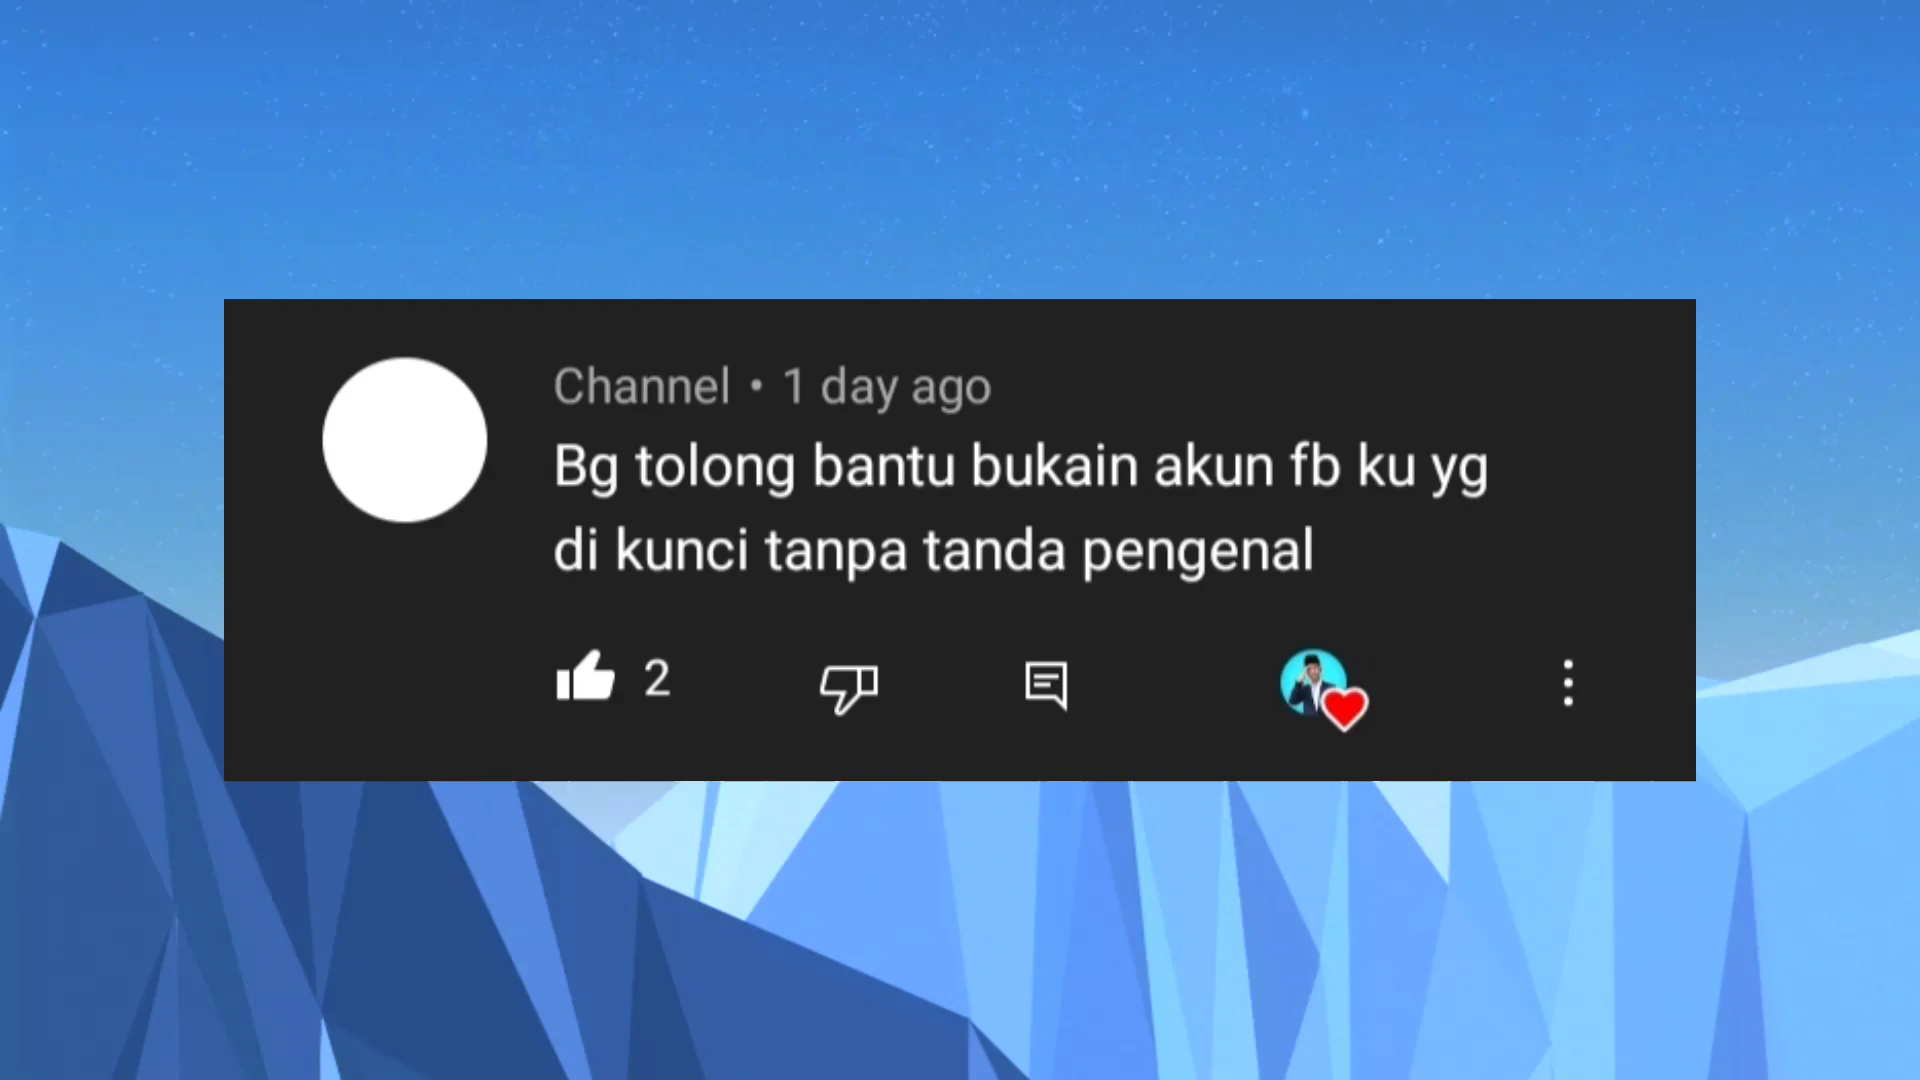 Channel • 1 day ago
Bg tolong bantu bukain akun fb ku yg
di kunci tanpa tanda pengenal
2